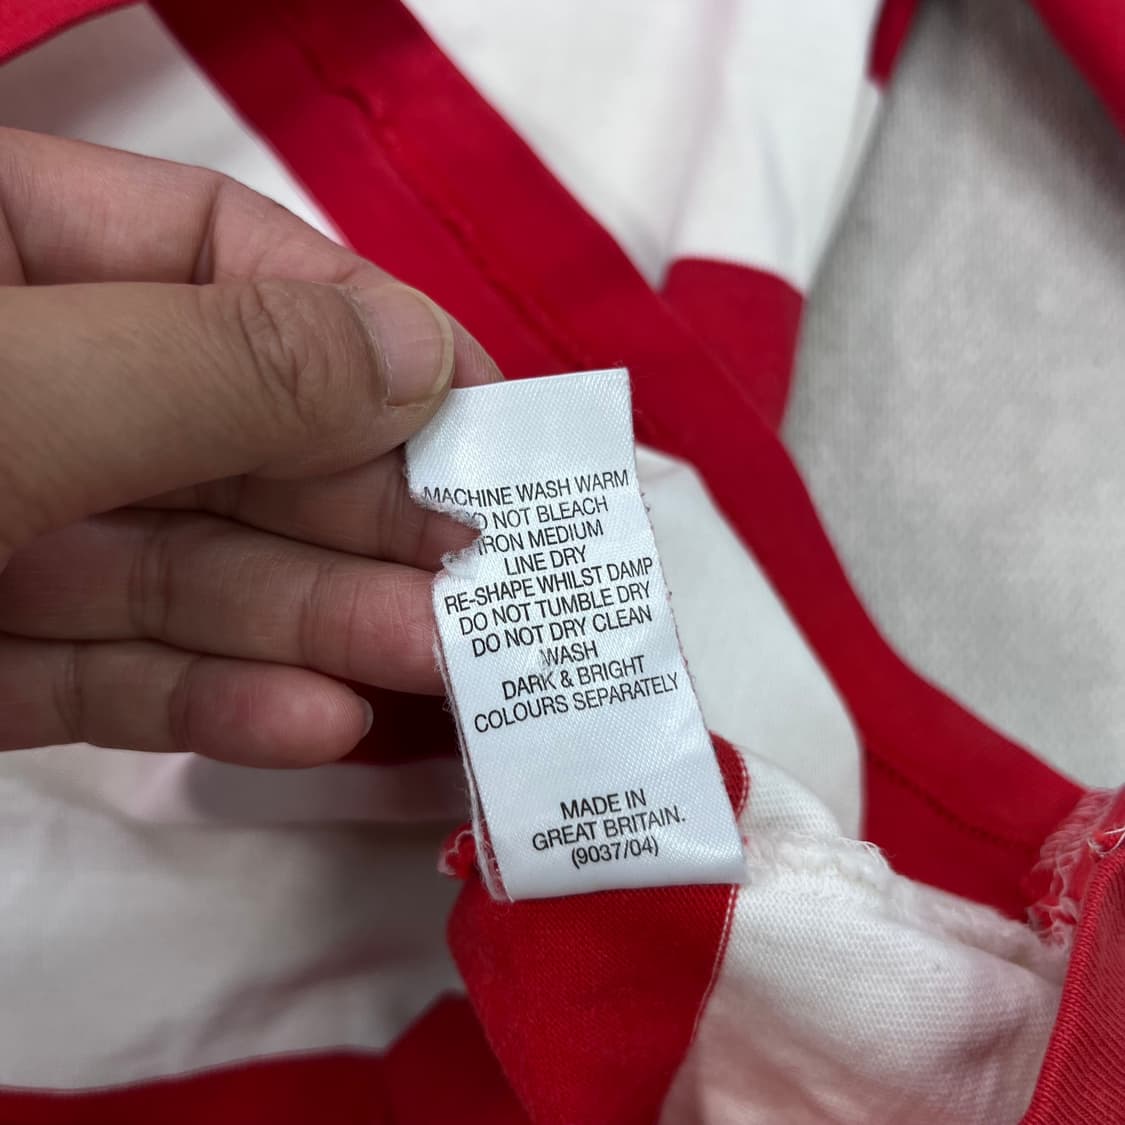 MACHINE WASH WARM
DO NOT BLEACH
IRON MEDIUM
LINE DRY
RE-SHAPE WHILST DAMP
DO NOT TUMBLE DRY
DO NOT DRY CLEAN
WASH
DARK & BRIGHT
COLOURS SEPARATELY
MADE IN
GREAT BRITAIN.
(9037/04)